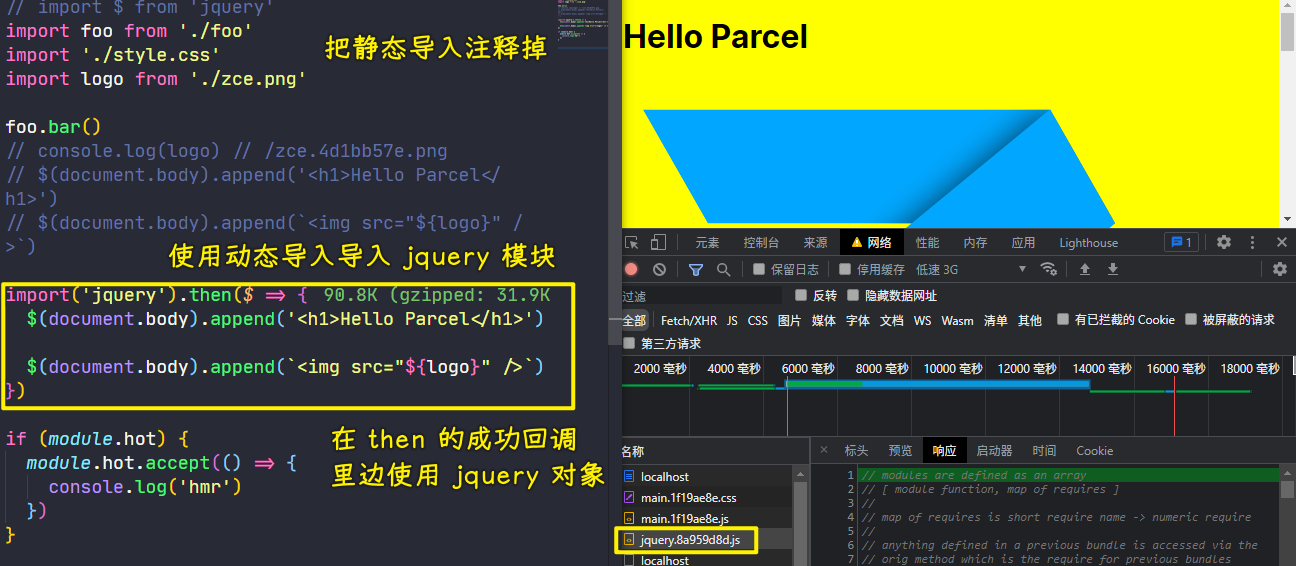 // import $ from 'jquery'
import foo from './foo'
import './style.css'
import logo from './zce.png'
把静态导入注释掉
foo.bar()
// console.log(logo) // /zce.4d1bb57e.png
// $(document.body).append('<h1>Hello Parcel</
h1>')
// $(document.body).append(`<img src="${logo}" /
>`)
使用动态导入导入 jquery 模块
import('jquery').then($ => { 90.8K (gzipped: 31.9K
$(document.body).append('<h1>Hello Parcel</h1>')
$(document.body).append(`<img src="${logo}" />`)
})
if (module.hot) {
module.hot.accept(() => {
console.log('hmr')
})
}
在 then 的成功回调
里边使用 jquery 对象
Hello Parcel
元素 控制台 来源 网络 性能 内存 应用 Lighthouse 1
保留日志 停用缓存 低速 3G
过滤 反转 隐藏数据网址
全部 Fetch/XHR JS CSS 图片 媒体 字体 文档 WS Wasm 清单 其他 有已拦截的 Cookie 被屏蔽的请求
第三方请求
2000 毫秒 4000 毫秒 6000 毫秒 8000 毫秒 10000 毫秒 12000 毫秒 14000 毫秒 16000 毫秒 18000 毫秒
名称
localhost
main.1f19ae8e.css
main.1f19ae8e.js
jquery.8a959d8d.js
localhost
标头 预览 响应 启动器 时间 Cookie
1 // modules are defined as an array
2 // [ module function, map of requires ]
3 //
4 // map of requires is short require name -> numeric require
5 //
6 // anything defined in a previous bundle is accessed via the
7 // orig method which is the require for previous bundles